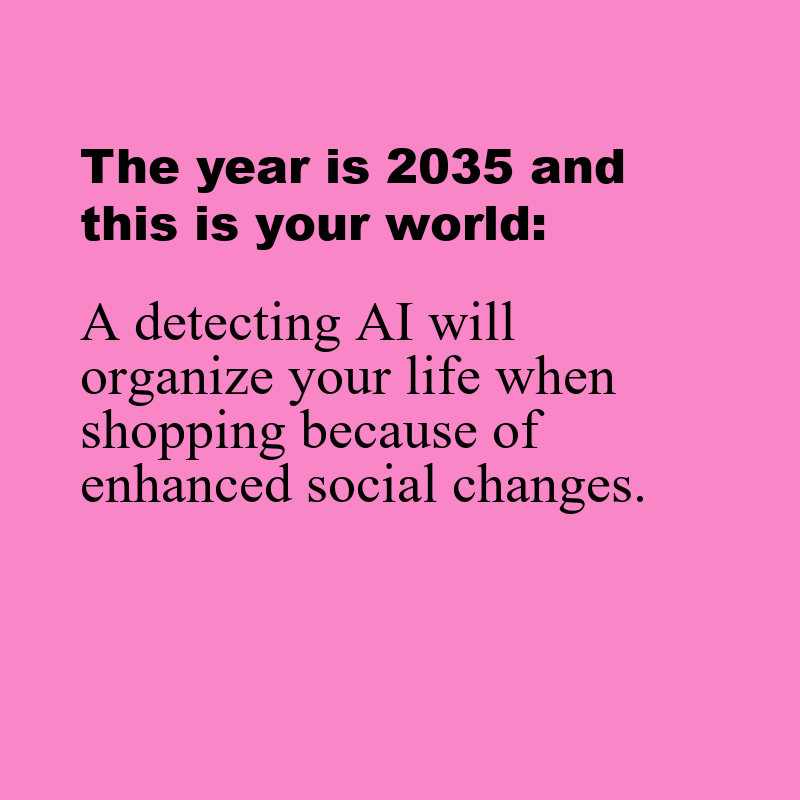 The year is 2035 and
this is your world:
A detecting AI will
organize your life when
shopping because of
enhanced social changes.